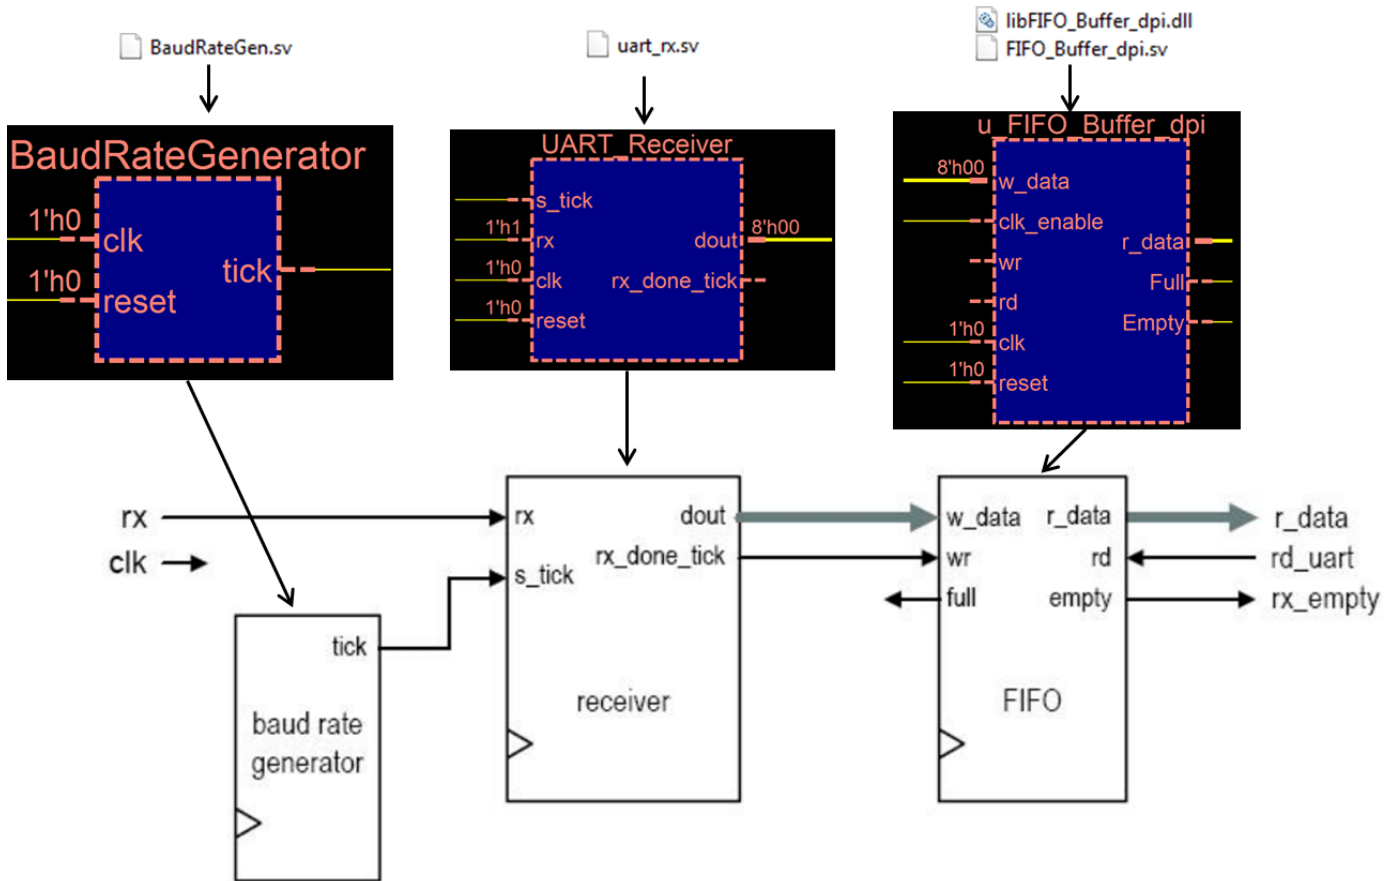 BaudRateGen.sv
uart_rx.sv
libFIFO_Buffer_dpi.dll
FIFO_Buffer_dpi.sv
BaudRateGenerator
1'h0
clk
1'h0
reset
tick
UART_Receiver
s_tick
1'h1
rx
1'h0
clk
1'h0
reset
dout
8'h00
rx_done_tick
u_FIFO_Buffer_dpi
8'h00
w_data
clk_enable
wr
rd
1'h0
clk
1'h0
reset
r_data
Full
Empty
rx
clk
tick
baud rate
generator
rx
s_tick
dout
rx_done_tick
receiver
w_data
wr
full
r_data
rd
empty
FIFO
r_data
rd_uart
rx_empty